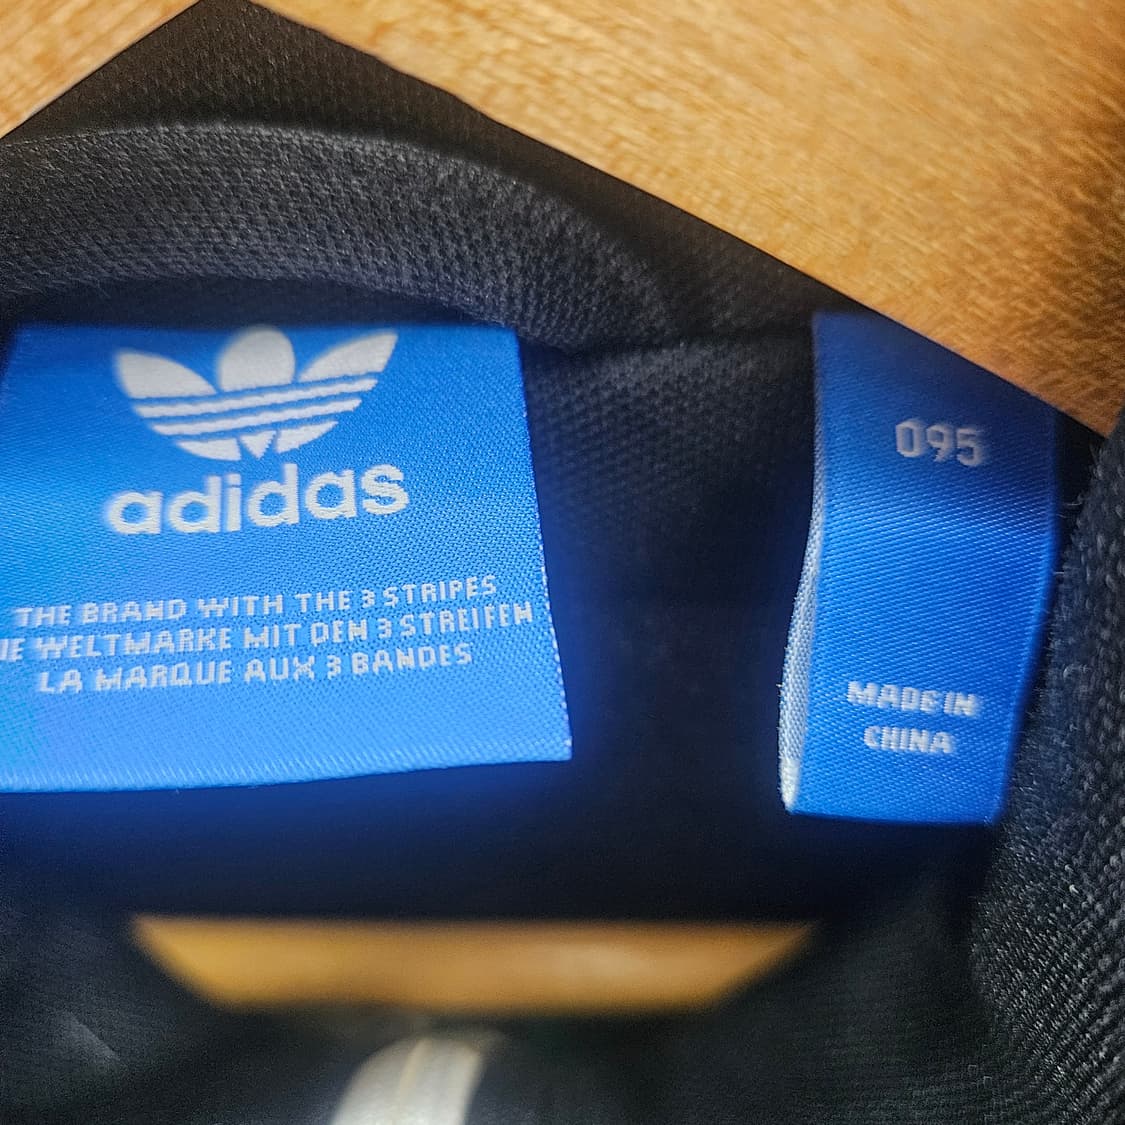 adidas
THE BRAND WITH THE 3 STRIPES
IE WELTMARKE MIT DEN 3 STREIFEN
LA MARQUE AUX 3 BANDES
095
MADE IN
CHINA